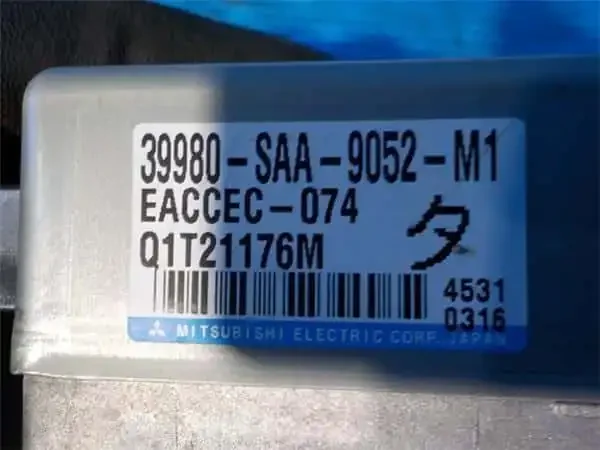 39980-SAA-9052-M1
EACCEC-074
タ
Q1T21176M
4531
0316
MITSUBISHI ELECTRIC CORP. JAPAN